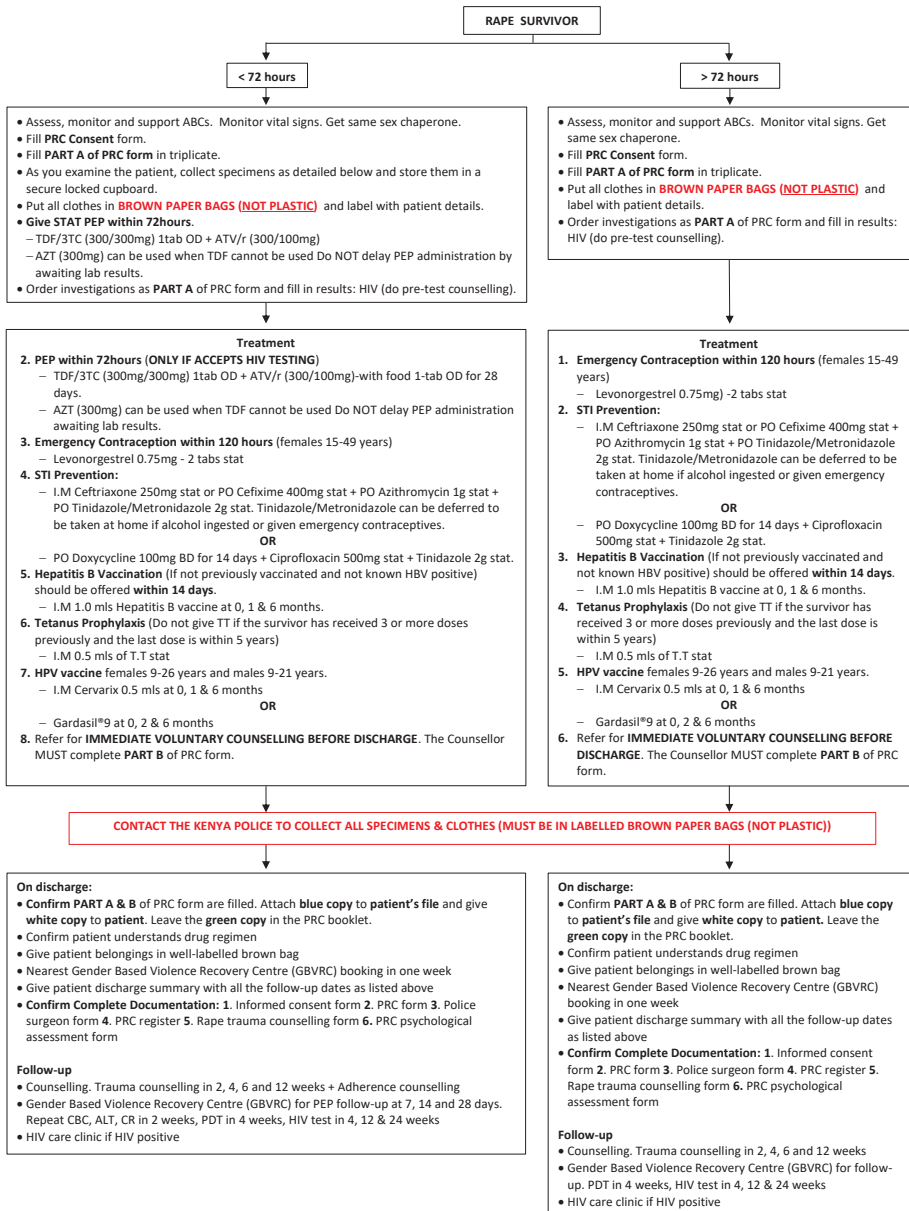 RAPE SURVIVOR
< 72 hours
• Assess, monitor and support ABCs. Monitor vital signs. Get same sex chaperone.
• Fill PRC Consent form.
• Fill PART A of PRC form in triplicate.
• As you examine the patient, collect specimens as detailed below and store them in a
secure locked cupboard.
• Put all clothes in BROWN PAPER BAGS (NOT PLASTIC) and label with patient details.
• Give STAT PEP within 72hours.
– TDF/3TC (300/300mg) 1tab OD + ATV/r (300/100mg)
– AZT (300mg) can be used when TDF cannot be used Do NOT delay PEP administration by
awaiting lab results.
• Order investigations as PART A of PRC form and fill in results: HIV (do pre-test counselling).
> 72 hours
• Assess, monitor and support ABCs. Monitor vital signs. Get
same sex chaperone.
• Fill PRC Consent form.
• Fill PART A of PRC form in triplicate.
• Put all clothes in BROWN PAPER BAGS (NOT PLASTIC) and
label with patient details.
• Order investigations as PART A of PRC form and fill in results:
HIV (do pre-test counselling).
Treatment
2. PEP within 72hours (ONLY IF ACCEPTS HIV TESTING)
– TDF/3TC (300mg/300mg) 1tab OD + ATV/r (300/100mg)-with food 1-tab OD for 28
days.
– AZT (300mg) can be used when TDF cannot be used Do NOT delay PEP administration
awaiting lab results.
3. Emergency Contraception within 120 hours (females 15-49 years)
– Levonorgestrel 0.75mg - 2 tabs stat
4. STI Prevention:
– I.M Ceftriaxone 250mg stat or PO Cefixime 400mg stat + PO Azithromycin 1g stat +
PO Tinidazole/Metronidazole 2g stat. Tinidazole/Metronidazole can be deferred to
be taken at home if alcohol ingested or given emergency contraceptives.
OR
– PO Doxycycline 100mg BD for 14 days + Ciprofloxacin 500mg stat + Tinidazole 2g stat.
5. Hepatitis B Vaccination (If not previously vaccinated and not known HBV positive)
should be offered within 14 days.
– I.M 1.0 mls Hepatitis B vaccine at 0, 1 & 6 months.
6. Tetanus Prophylaxis (Do not give TT if the survivor has received 3 or more doses
previously and the last dose is within 5 years)
– I.M 0.5 mls of T.T stat
7. HPV vaccine females 9-26 years and males 9-21 years.
– I.M Cervarix 0.5 mls at 0, 1 & 6 months
OR
– Gardasil®9 at 0, 2 & 6 months
8. Refer for IMMEDIATE VOLUNTARY COUNSELLING BEFORE DISCHARGE. The Counsellor
MUST complete PART B of PRC form.
Treatment
1. Emergency Contraception within 120 hours (females 15-49
years)
– Levonorgestrel 0.75mg) -2 tabs stat
2. STI Prevention:
– I.M Ceftriaxone 250mg stat or PO Cefixime 400mg stat +
PO Azithromycin 1g stat + PO Tinidazole/Metronidazole
2g stat. Tinidazole/Metronidazole can be deferred to be
taken at home if alcohol ingested or given emergency
contraceptives.
OR
– PO Doxycycline 100mg BD for 14 days + Ciprofloxacin
500mg stat + Tinidazole 2g stat.
3. Hepatitis B Vaccination (If not previously vaccinated and
not known HBV positive) should be offered within 14 days.
– I.M 1.0 mls Hepatitis B vaccine at 0, 1 & 6 months.
4. Tetanus Prophylaxis (Do not give TT if the survivor has
received 3 or more doses previously and the last dose is
within 5 years)
– I.M 0.5 mls of T.T stat
5. HPV vaccine females 9-26 years and males 9-21 years.
– I.M Cervarix 0.5 mls at 0, 1 & 6 months
OR
– Gardasil®9 at 0, 2 & 6 months
6. Refer for IMMEDIATE VOLUNTARY COUNSELLING BEFORE
DISCHARGE. The Counsellor MUST complete PART B of PRC
form.
CONTACT THE KENYA POLICE TO COLLECT ALL SPECIMENS & CLOTHES (MUST BE IN LABELLED BROWN PAPER BAGS (NOT PLASTIC))
On discharge:
• Confirm PART A & B of PRC form are filled. Attach blue copy to patient's file and give
white copy to patient. Leave the green copy in the PRC booklet.
• Confirm patient understands drug regimen
• Give patient belongings in well-labelled brown bag
• Nearest Gender Based Violence Recovery Centre (GBVRC) booking in one week
• Give patient discharge summary with all the follow-up dates as listed above
• Confirm Complete Documentation: 1. Informed consent form 2. PRC form 3. Police
surgeon form 4. PRC register 5. Rape trauma counselling form 6. PRC psychological
assessment form
Follow-up
• Counselling. Trauma counselling in 2, 4, 6 and 12 weeks + Adherence counselling
• Gender Based Violence Recovery Centre (GBVRC) for PEP follow-up at 7, 14 and 28 days.
Repeat CBC, ALT, CR in 2 weeks, PDT in 4 weeks, HIV test in 4, 12 & 24 weeks
• HIV care clinic if HIV positive
On discharge:
• Confirm PART A & B of PRC form are filled. Attach blue copy
to patient's file and give white copy to patient. Leave the
green copy in the PRC booklet.
• Confirm patient understands drug regimen
• Give patient belongings in well-labelled brown bag
• Nearest Gender Based Violence Recovery Centre (GBVRC)
booking in one week
• Give patient discharge summary with all the follow-up dates
as listed above
• Confirm Complete Documentation: 1. Informed consent
form 2. PRC form 3. Police surgeon form 4. PRC register 5.
Rape trauma counselling form 6. PRC psychological
assessment form
Follow-up
• Counselling. Trauma counselling in 2, 4, 6 and 12 weeks
• Gender Based Violence Recovery Centre (GBVRC) for follow-
up. PDT in 4 weeks, HIV test in 4, 12 & 24 weeks
• HIV care clinic if HIV positive